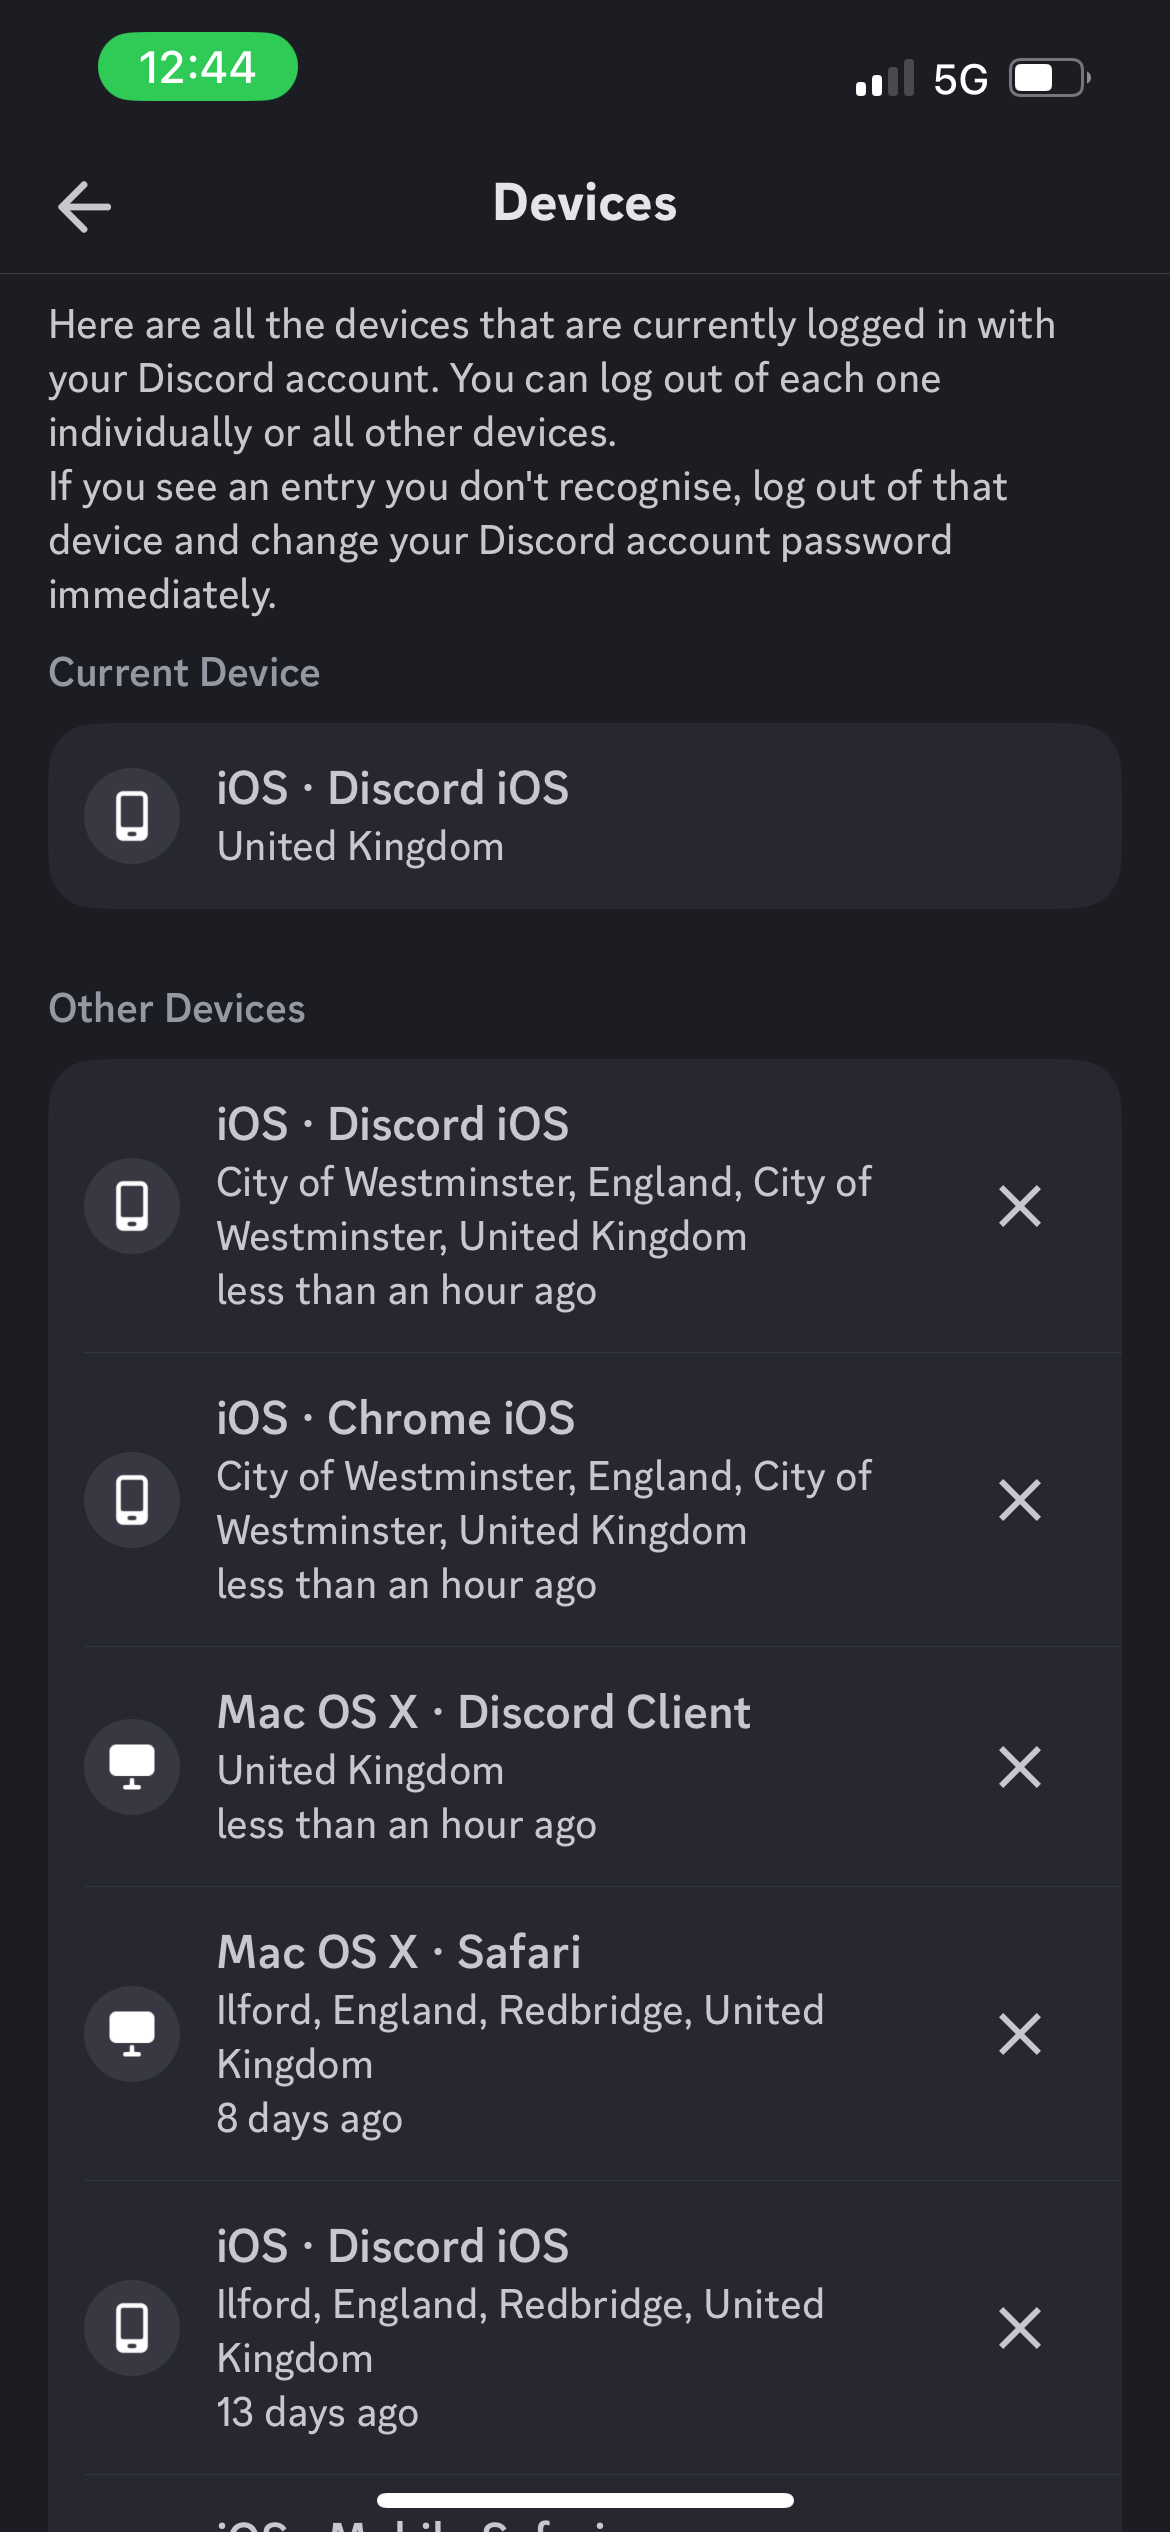 12:44
5G
Devices
Here are all the devices that are currently logged in with
your Discord account. You can log out of each one
individually or all other devices.
If you see an entry you don't recognise, log out of that
device and change your Discord account password
immediately.
Current Device
iOS · Discord iOS
United Kingdom
Other Devices
iOS · Discord iOS
City of Westminster, England, City of
Westminster, United Kingdom
less than an hour ago
iOS · Chrome iOS
City of Westminster, England, City of
Westminster, United Kingdom
less than an hour ago
Mac OS X · Discord Client
United Kingdom
less than an hour ago
Mac OS X · Safari
Ilford, England, Redbridge, United
Kingdom
8 days ago
iOS · Discord iOS
Ilford, England, Redbridge, United
Kingdom
13 days ago
iOS · Mobile Safari